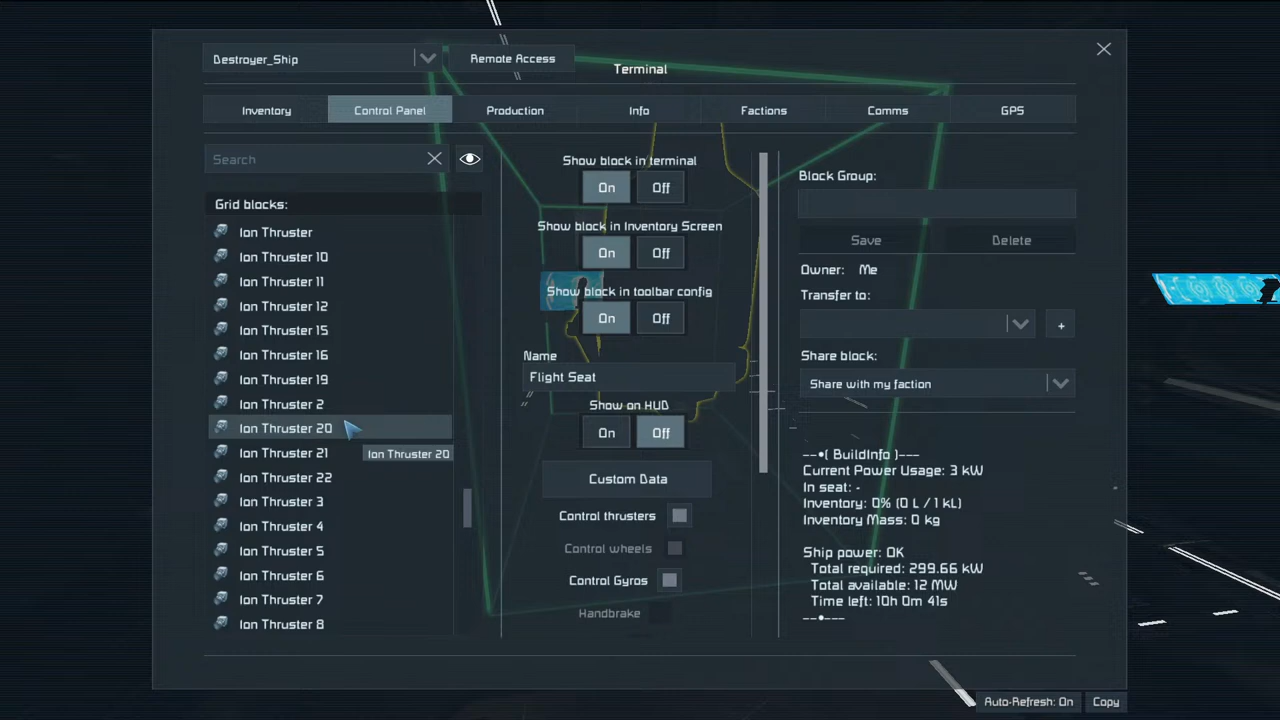 Destroyer_Ship
Remote Access
Terminal
Inventory
Control Panel
Production
Info
Factions
Comms
GPS
Search
Grid blocks:
Ion Thruster
Ion Thruster 10
Ion Thruster 11
Ion Thruster 12
Ion Thruster 15
Ion Thruster 16
Ion Thruster 19
Ion Thruster 2
Ion Thruster 20
Ion Thruster 21
Ion Thruster 20
Ion Thruster 22
Ion Thruster 3
Ion Thruster 4
Ion Thruster 5
Ion Thruster 6
Ion Thruster 7
Ion Thruster 8
Show block in terminal
On Off
Show block in Inventory Screen
On Off
Show block in toolbar config
On Off
Name
Flight Seat
Show on HUD
On Off
Custom Data
Control thrusters
Control wheels
Control Gyros
Handbrake
Block Group:
Save Delete
Owner: Me
Transfer to:
+
Share block:
Share with my faction
--•( BuildInfo )---
Current Power Usage: 3 kW
In seat: -
Inventory: 0% (0 L / 1 kL)
Inventory Mass: 0 kg
Ship power: OK
Total required: 299.66 kW
Total available: 12 MW
Time left: 10h 0m 41s
--•---
Auto-Refresh: On
Copy